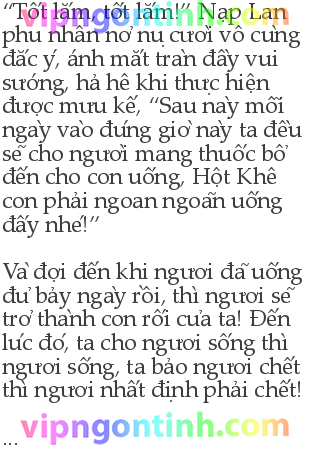 “Tốt lắm, tốt lắm!” Nạp Lan
vipngontinh.com
phu nhân nở nụ cười vô cùng
đắc ý, ánh mắt tràn đầy vui
sướng, hả hê khi thực hiện
được mưu kế, “Sau này mỗi
ngày vào đúng giờ này ta đều
sẽ cho người mang thuốc bổ
đến cho con uống, Hột Khê
con phải ngoan ngoãn uống
đấy nhé!”
Và đợi đến khi ngươi đã uống
đủ bảy ngày rồi, thì ngươi sẽ
trở thành con rối của ta! Đến
lúc đó, ta cho ngươi sống thì
ngươi sống, ta bảo ngươi chết
thì ngươi nhất định phải chết!
vipngontinh.com
...